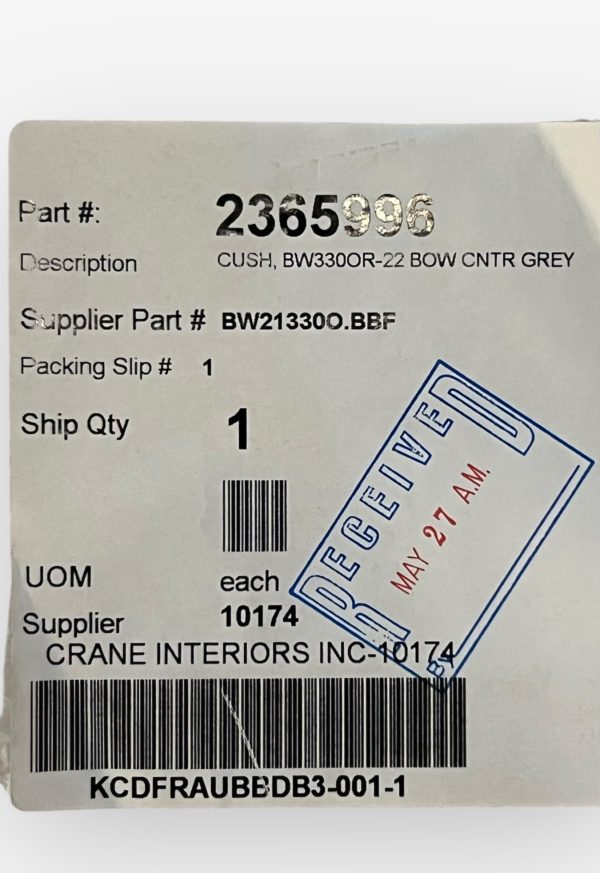 Part #: 2365996
Description CUSH, BW330OR-22 BOW CNTR GREY
Supplier Part # BW21330O.BBF
Packing Slip # 1
Ship Qty 1
RECEIVED
MAY 27 A.M.
BY
UOM each
Supplier 10174
CRANE INTERIORS INC-10174
KCDFRAUBBDB3-001-1